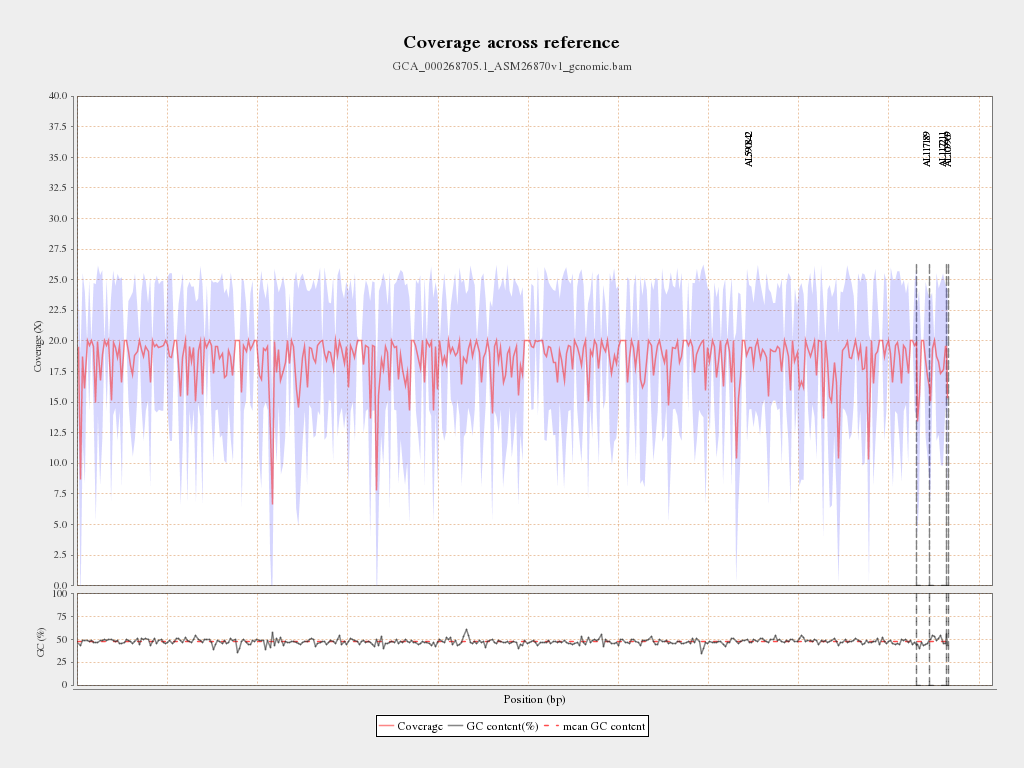 Coverage across reference
GCA_000268705.1_ASM26870v1_genomic.bam
40.0
37.5
35.0
32.5
30.0
27.5
25.0
22.5
20.0
17.5
15.0
12.5
10.0
7.5
5.0
2.5
0.0
Coverage (X)
AL590842
AL117189
AL117211
AL109969
100
75
50
25
0
GC (%)
Position (bp)
Coverage GC content(%) mean GC content